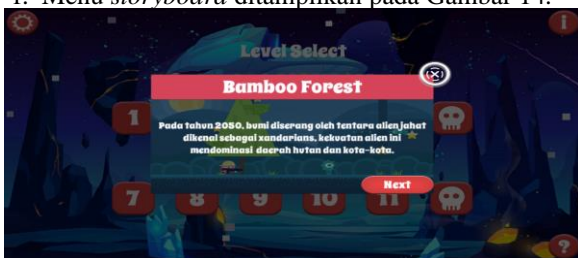 4. Menu storyboard ditampilkan pada Gambar 14.
Level Select
i
Bamboo Forest
1
Pada tahun 2050, bumi diserang oleh tentara alien jahat
dikenal sebagai xandarians, kekuatan alien ini
mendominasi daerah hutan dan kota-kota.
Next
7 8 9 10 11
?